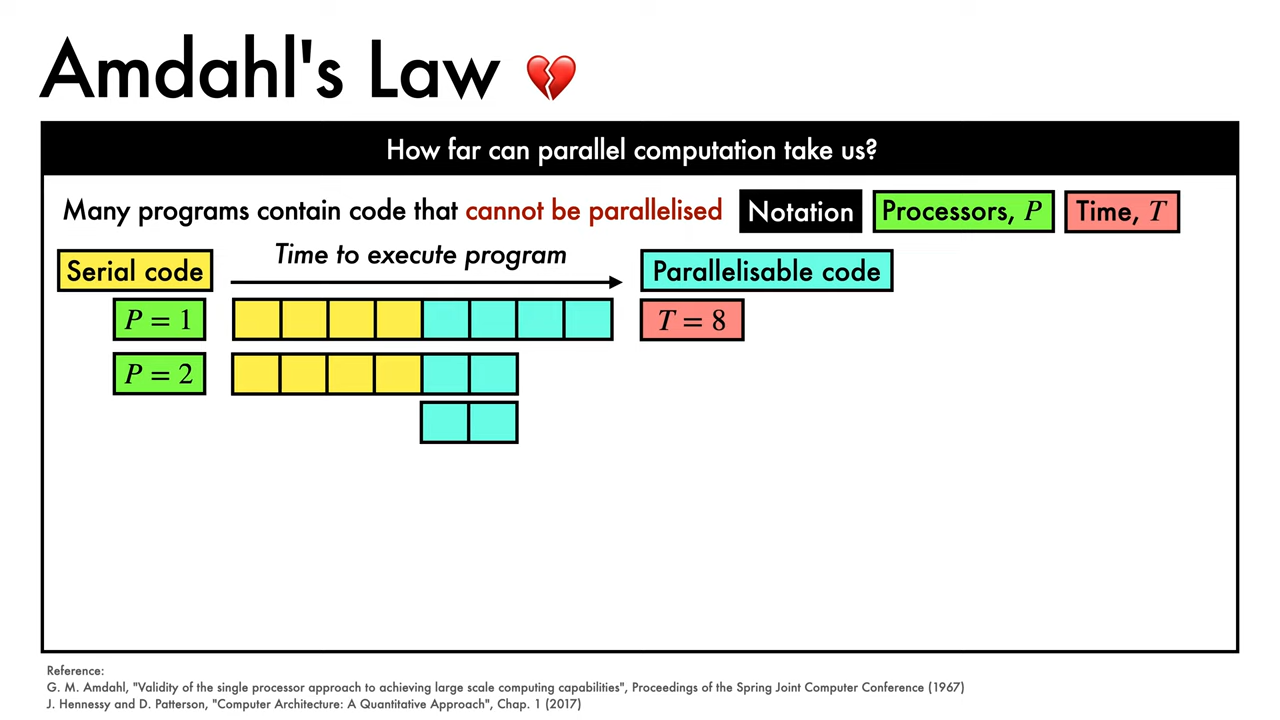 Amdahl's Law 💔
How far can parallel computation take us?
Many programs contain code that cannot be parallelised Notation Processors, P Time, T
Serial code Time to execute program Parallelisable code
P = 1 T = 8
P = 2
Reference:
G. M. Amdahl, "Validity of the single processor approach to achieving large scale computing capabilities", Proceedings of the Spring Joint Computer Conference (1967)
J. Hennessy and D. Patterson, "Computer Architecture: A Quantitative Approach", Chap. 1 (2017)